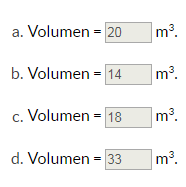 a. Volumen = 20 m³.
b. Volumen = 14 m³.
c. Volumen = 18 m³.
d. Volumen = 33 m³.